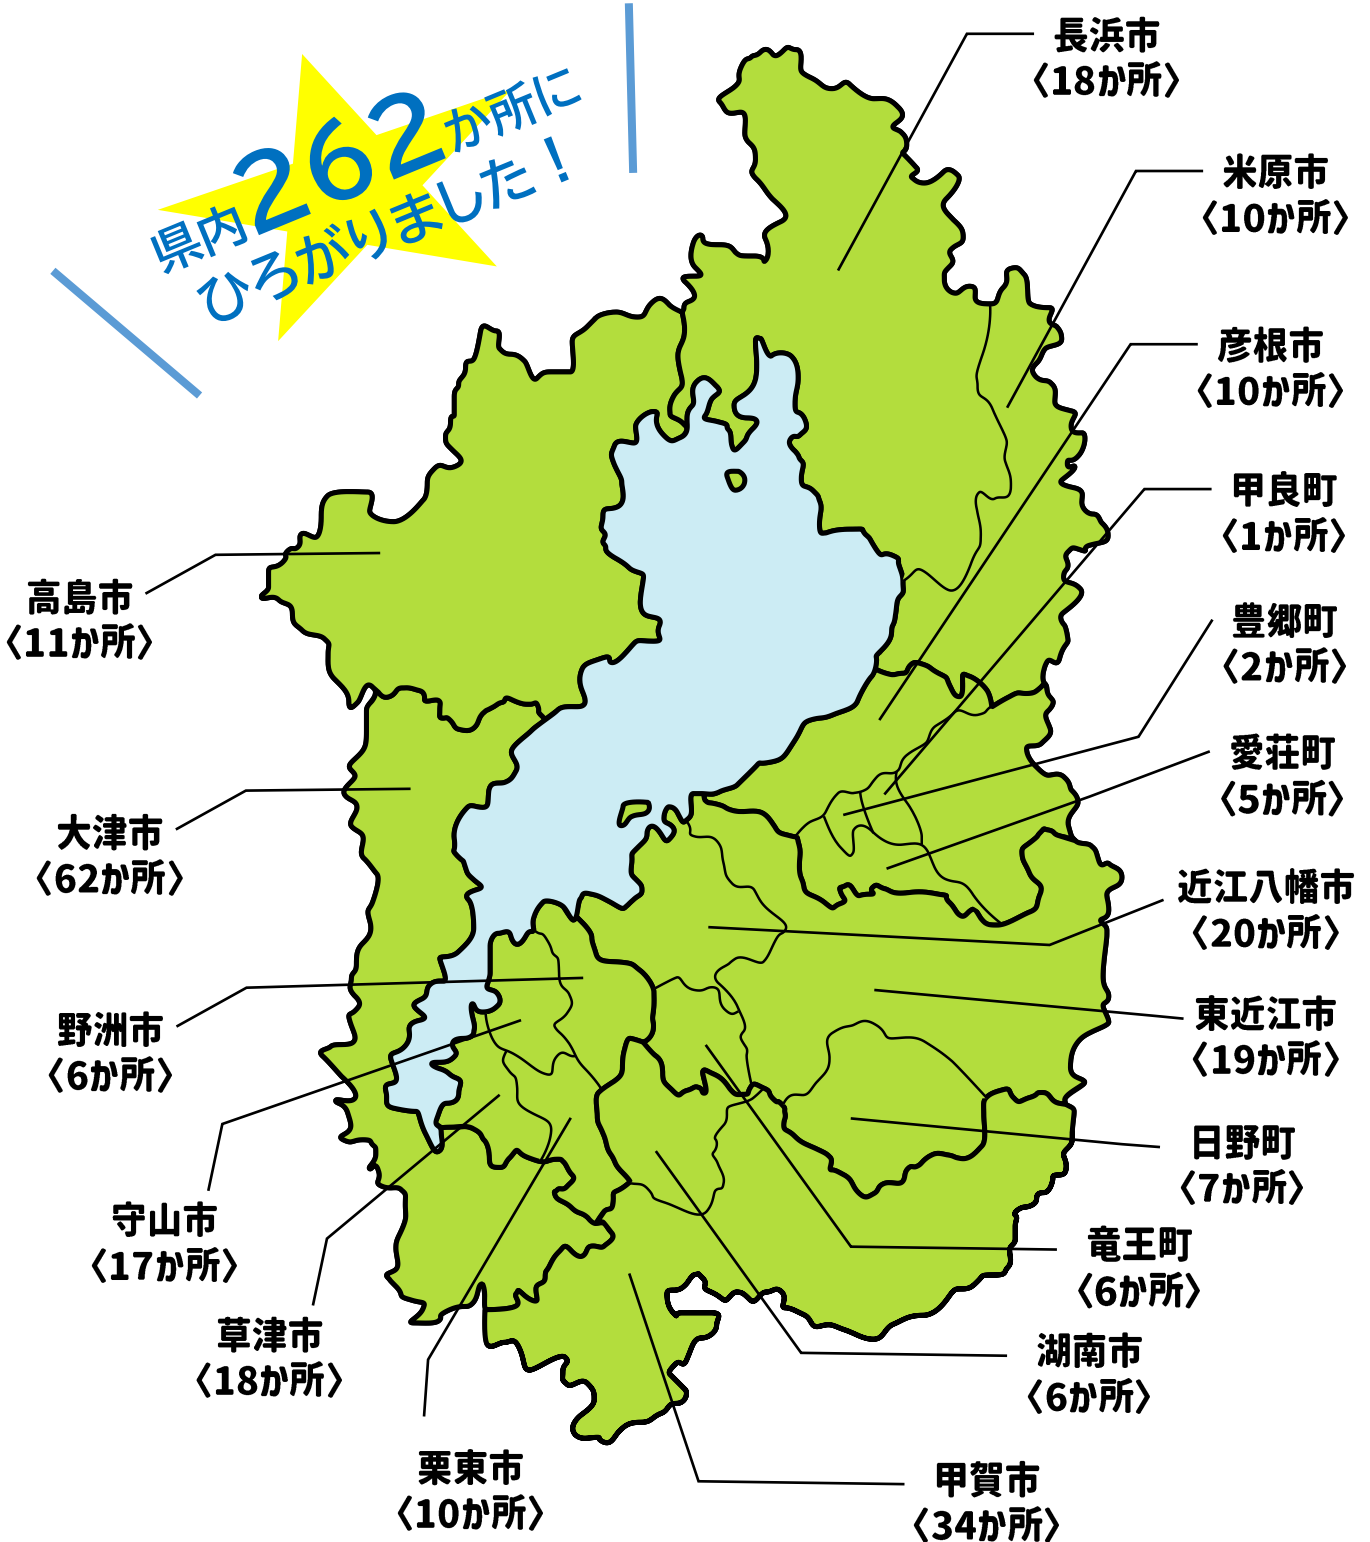 県内262か所に
ひろがりました！
長浜市
〈18か所〉
米原市
〈10か所〉
彦根市
〈10か所〉
甲良町
〈1か所〉
豊郷町
〈2か所〉
愛荘町
〈5か所〉
近江八幡市
〈20か所〉
東近江市
〈19か所〉
日野町
〈7か所〉
竜王町
〈6か所〉
湖南市
〈6か所〉
甲賀市
〈34か所〉
高島市
〈11か所〉
大津市
〈62か所〉
野洲市
〈6か所〉
守山市
〈17か所〉
草津市
〈18か所〉
栗東市
〈10か所〉